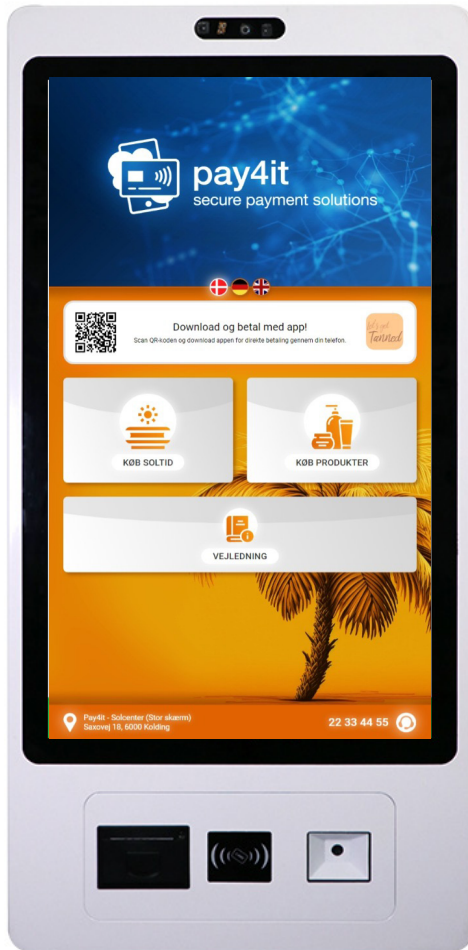 pay4it
secure payment solutions
Download og betal med app!
Scan QR-koden og download appen for direkte betaling gennem din telefon.
Tanned
KØB SOLTID
KØB PRODUKTER
VEJLEDNING
Pay4it - Solcenter (Stor skærm)
Saxovej 18, 6000 Kolding
22 33 44 55